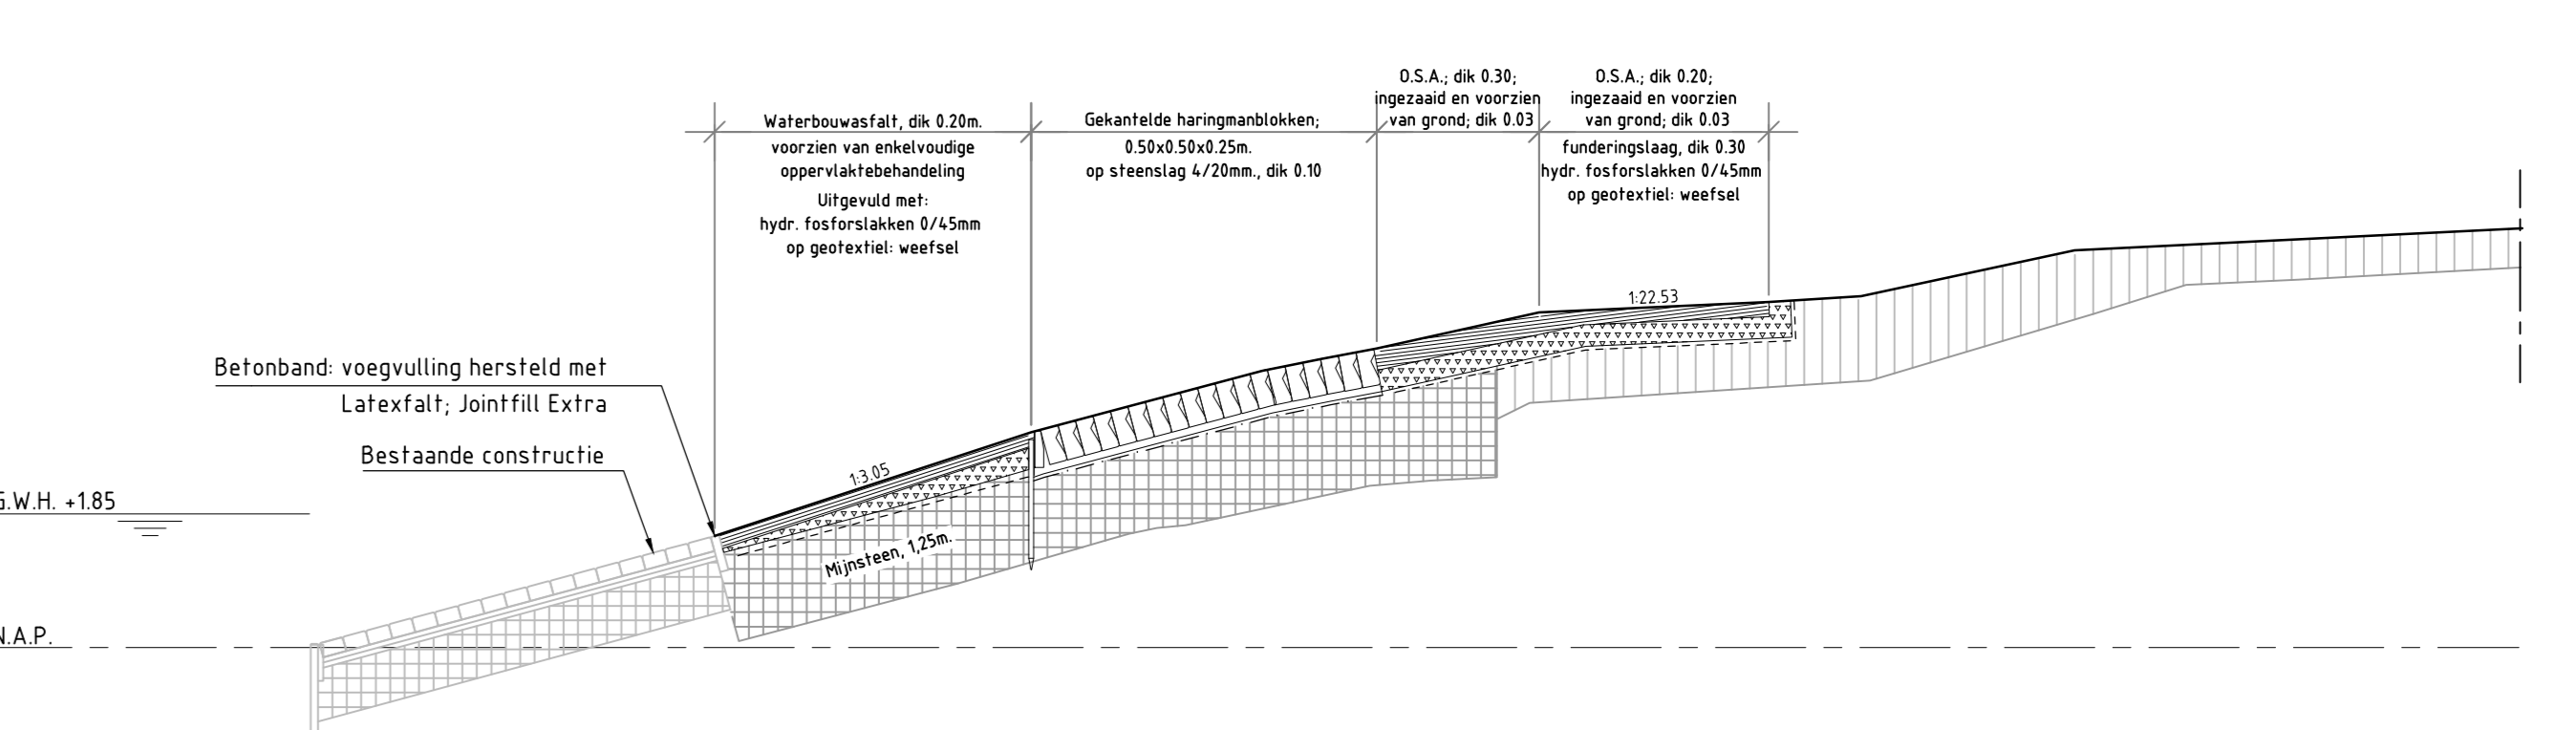 O.S.A.; dik 0.30;
ingezaaid en voorzien
van grond; dik 0.03
O.S.A.; dik 0.20;
ingezaaid en voorzien
van grond; dik 0.03
funderingslaag, dik 0.30
hydr. fosforslakken 0/45mm
op geotextiel: weefsel
Waterbouwasfalt, dik 0.20m.
voorzien van enkelvoudige
oppervlaktebehandeling
Uitgevuld met:
hydr. fosforslakken 0/45mm
op geotextiel: weefsel
Gekantelde haringmanblokken;
0.50x0.50x0.25m.
op steenslag 4/20mm., dik 0.10
1:22.53
Betonband: voegvulling hersteld met
Latexfalt; Jointfill Extra
Bestaande constructie
1:3.05
G.W.H. +1.85
Mijnsteen, 1,25m.
N.A.P.